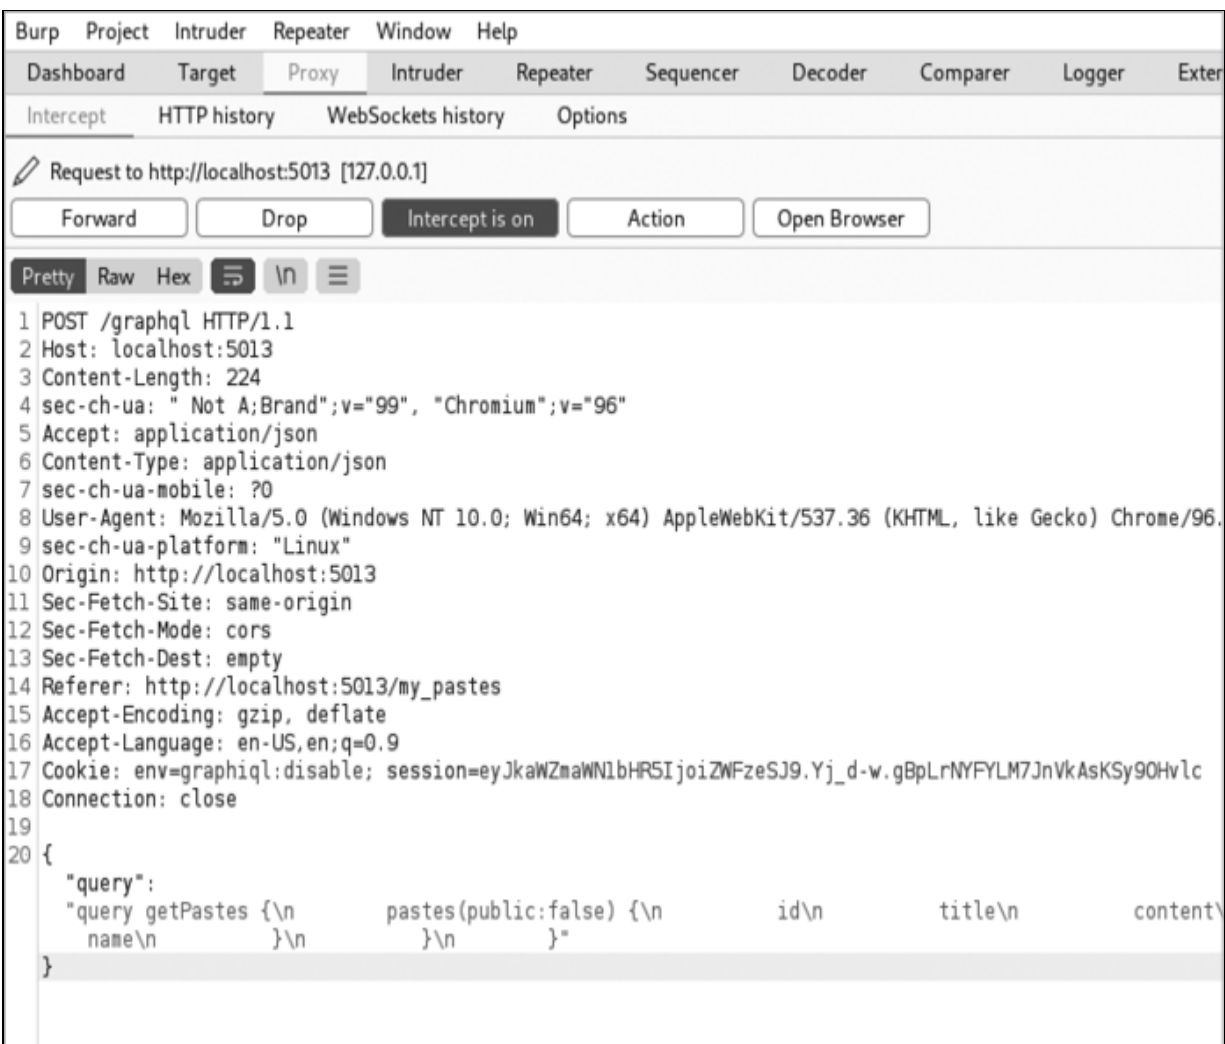 Burp Project Intruder Repeater Window Help
Dashboard Target Proxy Intruder Repeater Sequencer Decoder Comparer Logger Exter
Intercept HTTP history WebSockets history Options
Request to http://localhost:5013 [127.0.0.1]
Forward Drop Intercept is on Action Open Browser
Pretty Raw Hex \n
1 POST /graphql HTTP/1.1
2 Host: localhost:5013
3 Content-Length: 224
4 sec-ch-ua: " Not A;Brand";v="99", "Chromium";v="96"
5 Accept: application/json
6 Content-Type: application/json
7 sec-ch-ua-mobile: ?0
8 User-Agent: Mozilla/5.0 (Windows NT 10.0; Win64; x64) AppleWebKit/537.36 (KHTML, like Gecko) Chrome/96.
9 sec-ch-ua-platform: "Linux"
10 Origin: http://localhost:5013
11 Sec-Fetch-Site: same-origin
12 Sec-Fetch-Mode: cors
13 Sec-Fetch-Dest: empty
14 Referer: http://localhost:5013/my_pastes
15 Accept-Encoding: gzip, deflate
16 Accept-Language: en-US,en;q=0.9
17 Cookie: env=graphiql:disable; session=eyJkaWZmaWN1bHR5IjoiZWFzeSJ9.Yj_d-w.gBpLrNYFYLM7JnVkAsKSy9OHvlc
18 Connection: close
19
20 {
"query":
"query getPastes {\n pastes(public:false) {\n id\n title\n content\
name\n }\n }\n }"
}